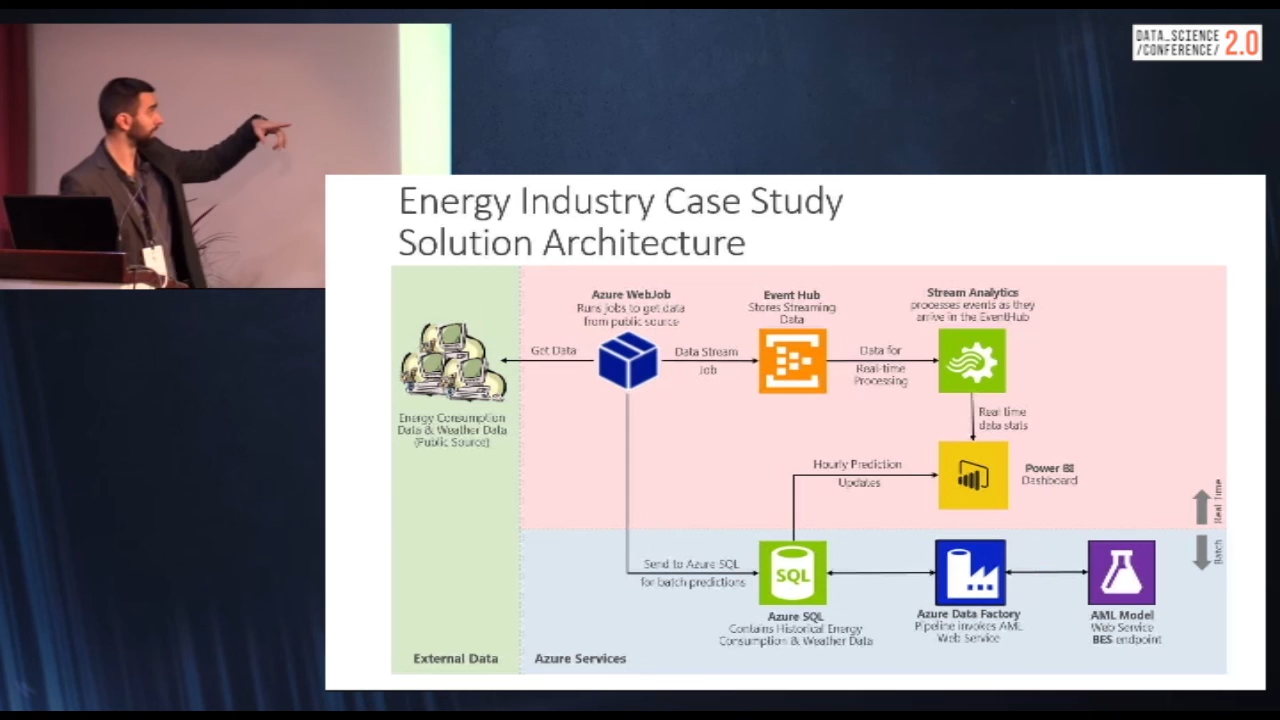 DATA_SCIENCE
/CONFERENCE/ 2.0
Energy Industry Case Study
Solution Architecture
Azure WebJob
Runs jobs to get data
from public source
Event Hub
Stores Streaming
Data
Stream Analytics
processes events as they
arrive in the EventHub
Get Data
Data Stream
Job
Data for
Real-time
Processing
Energy Consumption
Data & Weather Data
(Public Source)
Real time
data stats
Hourly Prediction
Updates
Power BI
Dashboard
Real Time
Batch
Send to Azure SQL
for batch predictions
SQL
Azure SQL
Contains Historical Energy
Consumption & Weather Data
Azure Data Factory
Pipeline invokes AML
Web Service
AML Model
Web Service
BES endpoint
External Data
Azure Services